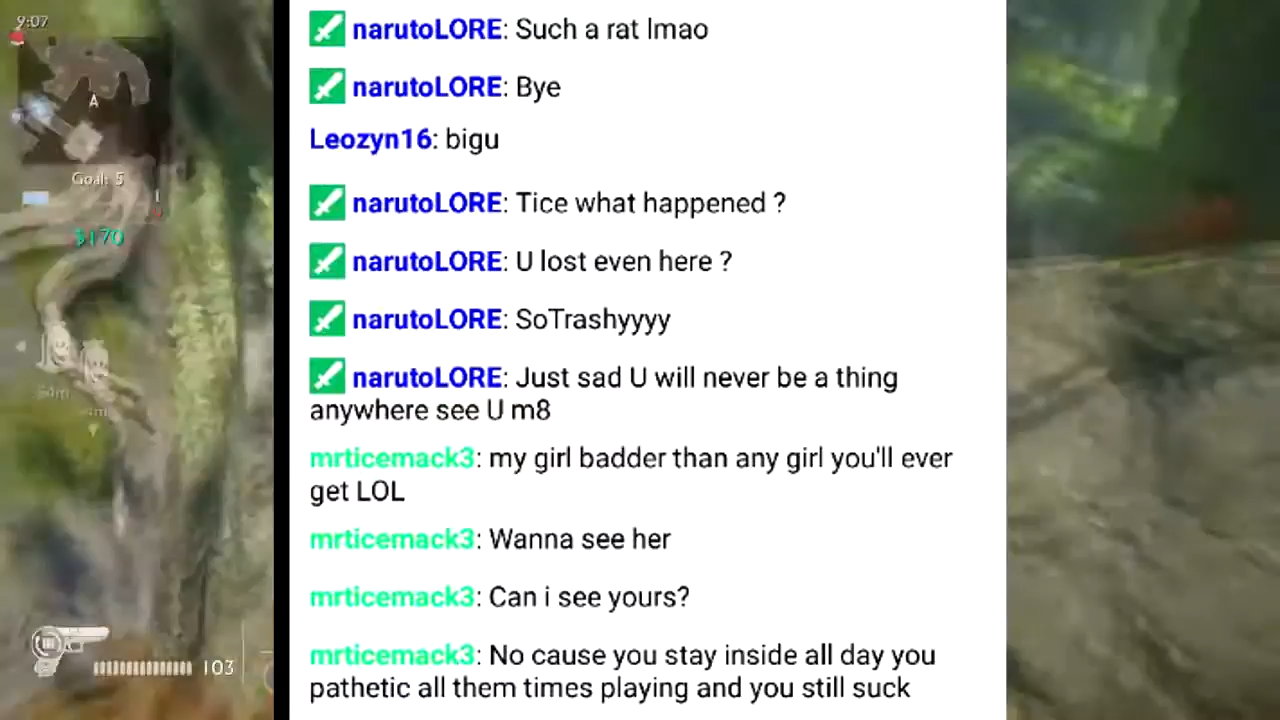 9:07
A
Goal: 5
$170
103
narutoLORE: Such a rat lmao
narutoLORE: Bye
Leozyn16: bigu
narutoLORE: Tice what happened ?
narutoLORE: U lost even here ?
narutoLORE: SoTrashyyyy
narutoLORE: Just sad U will never be a thing
anywhere see U m8
mrticemack3: my girl badder than any girl you'll ever
get LOL
mrticemack3: Wanna see her
mrticemack3: Can i see yours?
mrticemack3: No cause you stay inside all day you
pathetic all them times playing and you still suck